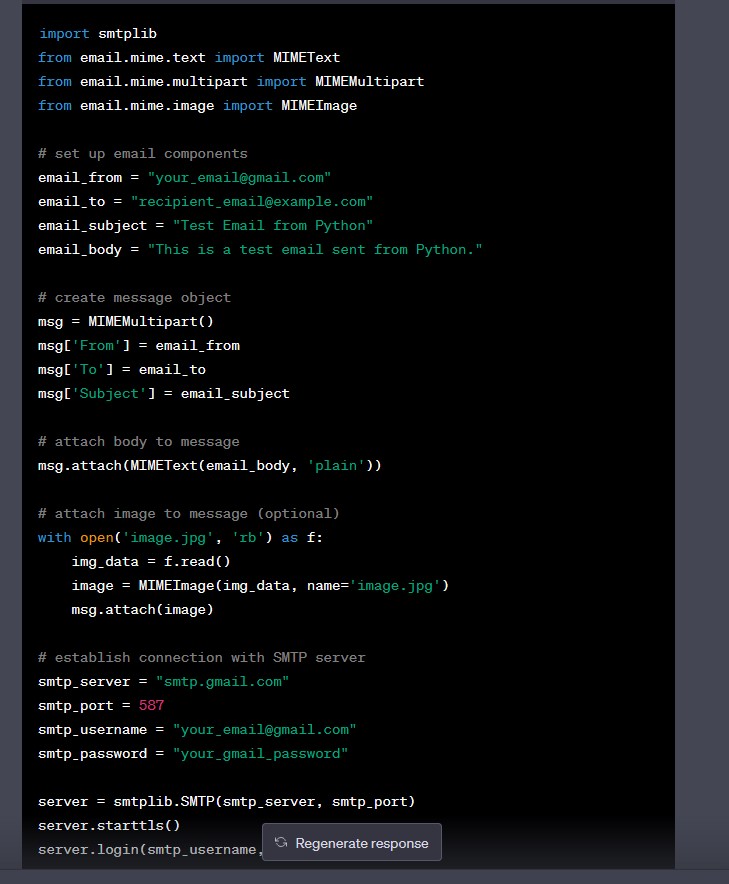 import smtplib
from email.mime.text import MIMEText
from email.mime.multipart import MIMEMultipart
from email.mime.image import MIMEImage
# set up email components
email_from = "your_email@gmail.com"
email_to = "recipient_email@example.com"
email_subject = "Test Email from Python"
email_body = "This is a test email sent from Python."
# create message object
msg = MIMEMultipart()
msg['From'] = email_from
msg['To'] = email_to
msg['Subject'] = email_subject
# attach body to message
msg.attach(MIMEText(email_body, 'plain'))
# attach image to message (optional)
with open('image.jpg', 'rb') as f:
    img_data = f.read()
    image = MIMEImage(img_data, name='image.jpg')
    msg.attach(image)
# establish connection with SMTP server
smtp_server = "smtp.gmail.com"
smtp_port = 587
smtp_username = "your_email@gmail.com"
smtp_password = "your_gmail_password"
server = smtplib.SMTP(smtp_server, smtp_port)
server.starttls()
server.login(smtp_username,
Regenerate response